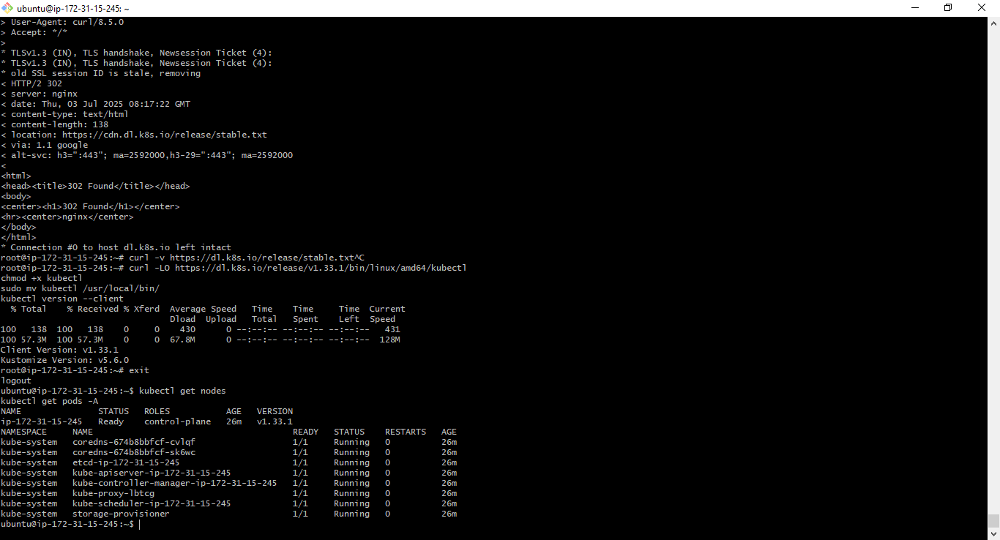 ubuntu@ip-172-31-15-245: ~
> User-Agent: curl/8.5.0
> Accept: */*
>
* TLSv1.3 (IN), TLS handshake, Newsession Ticket (4):
* TLSv1.3 (IN), TLS handshake, Newsession Ticket (4):
* old SSL session ID is stale, removing
< HTTP/2 302
< server: nginx
< date: Thu, 03 Jul 2025 08:17:22 GMT
< content-type: text/html
< content-length: 138
< location: https://cdn.dl.k8s.io/release/stable.txt
< via: 1.1 google
< alt-svc: h3=":443"; ma=2592000,h3-29=":443"; ma=2592000
<
<html>
<head><title>302 Found</title></head>
<body>
<center><h1>302 Found</h1></center>
<hr><center>nginx</center>
</body>
</html>
* Connection #0 to host dl.k8s.io left intact
root@ip-172-31-15-245:~# curl -v https://dl.k8s.io/release/stable.txt^C
root@ip-172-31-15-245:~# curl -LO https://dl.k8s.io/release/v1.33.1/bin/linux/amd64/kubectl
chmod +x kubectl
sudo mv kubectl /usr/local/bin/
kubectl version --client
  % Total    % Received % Xferd  Average Speed   Time    Time     Time  Current
                                 Dload  Upload   Total   Spent    Left  Speed
100   138  100   138    0     0    430      0 --:--:-- --:--:-- --:--:--   431
100 57.3M  100 57.3M    0     0  67.8M      0 --:--:-- --:--:-- --:--:--  128M
Client Version: v1.33.1
Kustomize Version: v5.6.0
root@ip-172-31-15-245:~# exit
logout
ubuntu@ip-172-31-15-245:~$ kubectl get nodes
kubectl get pods -A
NAME               STATUS   ROLES           AGE   VERSION
ip-172-31-15-245   Ready    control-plane   26m   v1.33.1
NAMESPACE     NAME                                       READY   STATUS    RESTARTS   AGE
kube-system   coredns-674b8bbfcf-cvlqf                   1/1     Running   0          26m
kube-system   coredns-674b8bbfcf-sk6wc                   1/1     Running   0          26m
kube-system   etcd-ip-172-31-15-245                      1/1     Running   0          26m
kube-system   kube-apiserver-ip-172-31-15-245            1/1     Running   0          26m
kube-system   kube-controller-manager-ip-172-31-15-245   1/1     Running   0          26m
kube-system   kube-proxy-lbtcg                           1/1     Running   0          26m
kube-system   kube-scheduler-ip-172-31-15-245            1/1     Running   0          26m
kube-system   storage-provisioner                        1/1     Running   0          26m
ubuntu@ip-172-31-15-245:~$